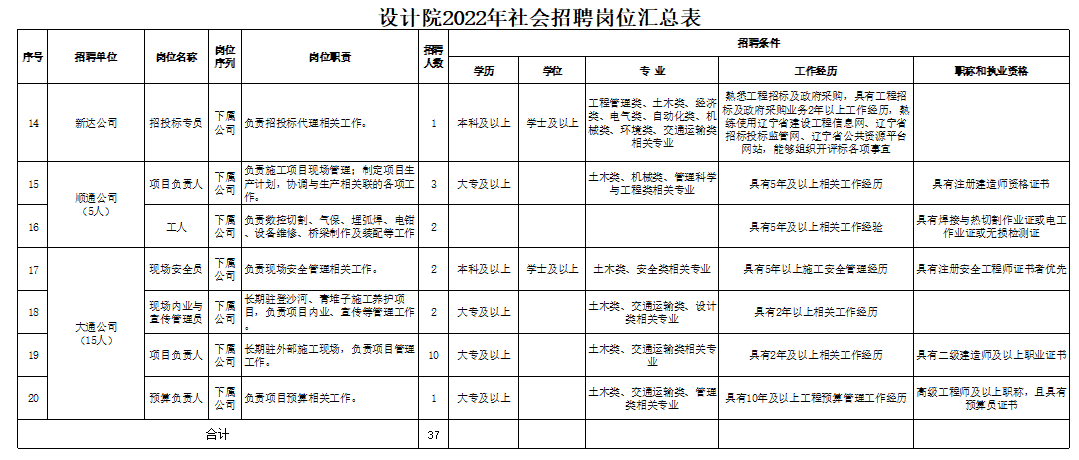 设计院2022年社会招聘岗位汇总表
序号
招聘单位
岗位名称
岗位
序列
岗位职责
招聘
人数
招聘条件
学历
学位
专 业
工作经历
职称和执业资格
14
新达公司
招投标专员
下属
公司
负责招投标代理相关工作。
1
本科及以上
学士及以上
工程管理类、土木类、经济
类、电气类、自动化类、机
械类、环境类、交通运输类
相关专业
熟悉工程招标及政府采购，具有工程招
标及政府采购业务2年以上工作经历，熟
练使用辽宁省建设工程信息网、辽宁省
招标投标监管网、辽宁省公共资源平台
网站，能够组织开评标各项事宜
15
顺通公司
（5人）
项目负责人
下属
公司
负责施工项目现场管理；制定项目生
产计划，协调与生产相关联的各项工
作。
3
大专及以上
土木类、机械类、管理科学
与工程类相关专业
具有5年及以上相关工作经历
具有注册建造师资格证书
16
工人
下属
公司
负责数控切割、气保、埋弧焊、电钳
、设备维修、桥梁制作及装配等工作
2
具有5年及以上相关工作经验
具有焊接与热切割作业证或电工
作业证或无损检测证
17
大通公司
（15人）
现场安全员
下属
公司
负责现场安全管理相关工作。
2
本科及以上
学士及以上
土木类、安全类相关专业
具有5年以上施工安全管理经历
具有注册安全工程师证书者优先
18
现场内业与
宣传管理员
下属
公司
长期驻登沙河、青堆子施工养护项
目，负责项目内业、宣传等管理工作
。
2
大专及以上
土木类、交通运输类、设计
类相关专业
具有2年以上相关工作经历
19
项目负责人
下属
公司
长期驻外部施工现场，负责项目管理
工作。
10
大专及以上
土木类、交通运输类相关专
业
具有2年及以上相关工作经历
具有二级建造师及以上职业证书
20
预算负责人
下属
公司
负责项目预算相关工作。
1
大专及以上
土木类、交通运输类、管理
类相关专业
具有10年及以上工程预算管理工作经历
高级工程师及以上职称，且具有
预算员证书
合计
37